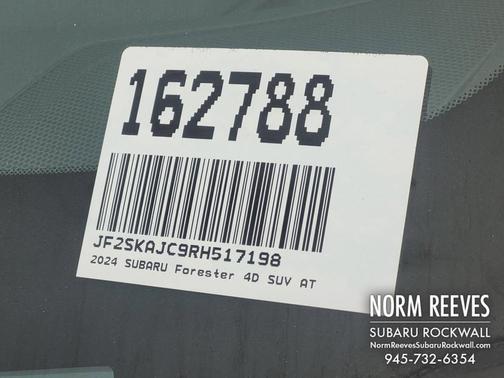 162788
JF2SKAJC9RH517198
2024 SUBARU Forester 4D SUV AT
NORM REEVES
SUBARU ROCKWALL
NormReevesSubaruRockwall.com
945-732-6354